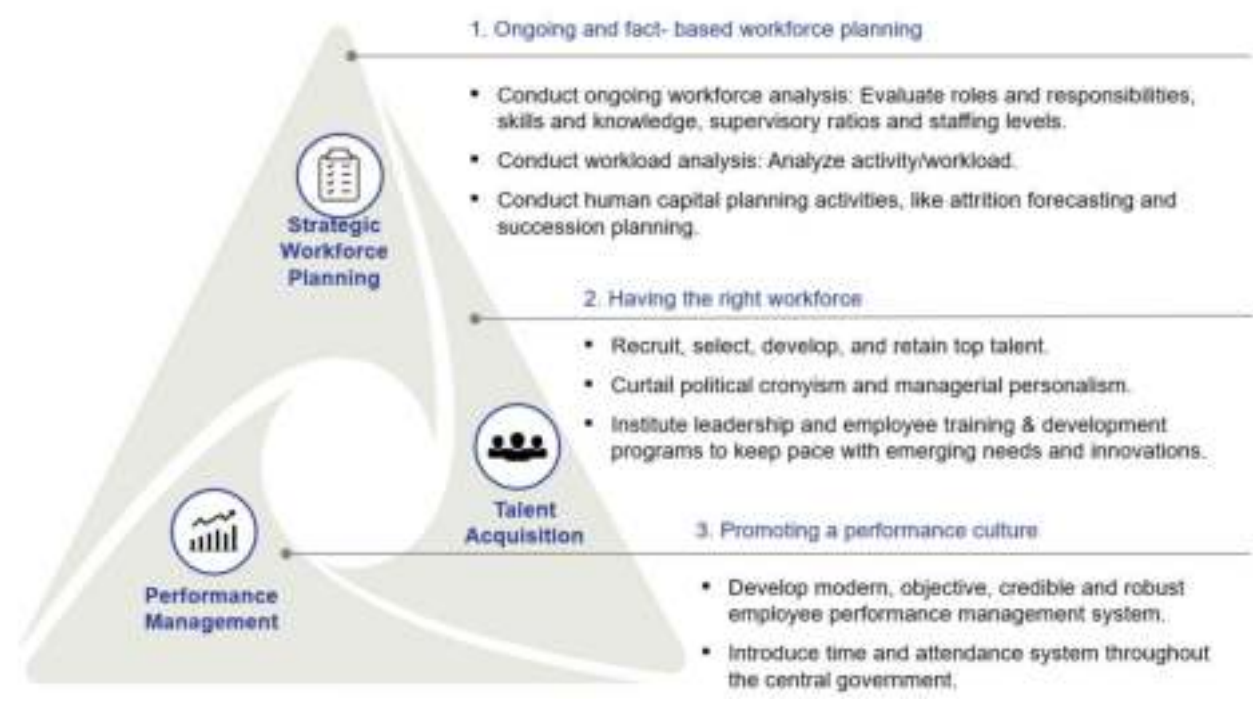 1. Ongoing and fact- based workforce planning
▪ Conduct ongoing workforce analysis: Evaluate roles and responsibilities,
skills and knowledge, supervisory ratios and staffing levels.
▪ Conduct workload analysis: Analyze activity/workload.
▪ Conduct human capital planning activities, like attrition forecasting and
succession planning.
Strategic
Workforce
Planning
2. Having the right workforce
▪ Recruit, select, develop, and retain top talent.
▪ Curtail political cronyism and managerial personalism.
▪ Institute leadership and employee training & development
programs to keep pace with emerging needs and innovations.
Talent
Acquisition
3. Promoting a performance culture
▪ Develop modern, objective, credible and robust
employee performance management system.
▪ Introduce time and attendance system throughout
the central government.
Performance
Management